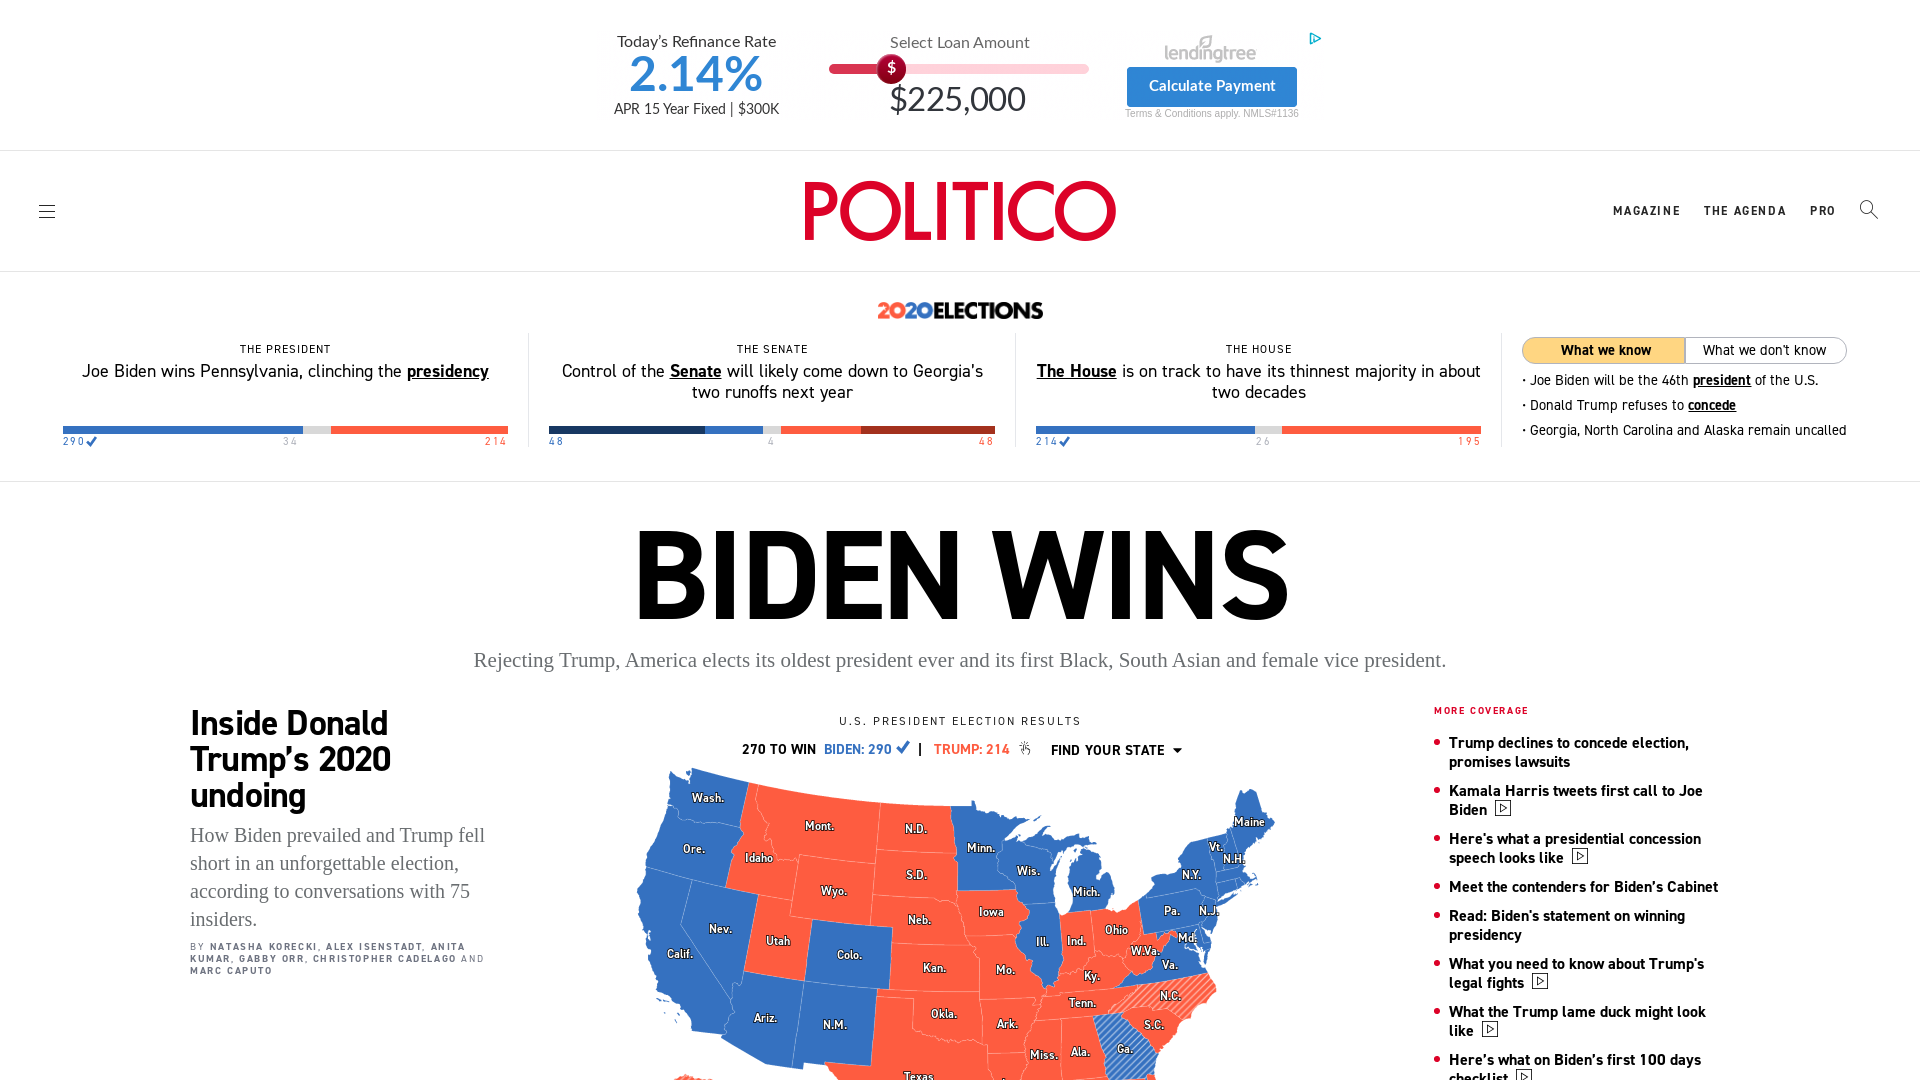 Today's Refinance Rate
2.14%
APR 15 Year Fixed | $300K
Select Loan Amount
$
$225,000
lendingtree
Calculate Payment
Terms & Conditions apply. NMLS#1136
POLITICO
MAGAZINE THE AGENDA PRO
2020ELECTIONS
THE PRESIDENT
Joe Biden wins Pennsylvania, clinching the presidency
290 34 214
THE SENATE
Control of the Senate will likely come down to Georgia's
two runoffs next year
48 4 48
THE HOUSE
The House is on track to have its thinnest majority in about
two decades
214 26 195
What we know What we don't know
· Joe Biden will be the 46th president of the U.S.
· Donald Trump refuses to concede
· Georgia, North Carolina and Alaska remain uncalled
BIDEN WINS
Rejecting Trump, America elects its oldest president ever and its first Black, South Asian and female vice president.
Inside Donald
Trump's 2020
undoing
How Biden prevailed and Trump fell
short in an unforgettable election,
according to conversations with 75
insiders.
BY NATASHA KORECKI, ALEX ISENSTADT, ANITA
KUMAR, GABBY ORR, CHRISTOPHER CADELAGO AND
MARC CAPUTO
U.S. PRESIDENT ELECTION RESULTS
270 TO WIN BIDEN: 290 | TRUMP: 214 FIND YOUR STATE
Wash.
Mont.
N.D.
Maine
Ore.
Idaho
Minn.
Vt.
N.H.
S.D.
Wis.
N.Y.
Wyo.
Mich.
Neb.
Iowa
Pa.
N.J.
Nev.
Utah
Ohio
Ill.
Ind.
Md.
Calif.
Colo.
W.Va.
Kan.
Mo.
Va.
Ky.
N.C.
Tenn.
Ariz.
N.M.
Okla.
Ark.
S.C.
Miss.
Ala.
Ga.
Texas
MORE COVERAGE
Trump declines to concede election,
promises lawsuits
Kamala Harris tweets first call to Joe
Biden
Here's what a presidential concession
speech looks like
Meet the contenders for Biden's Cabinet
Read: Biden's statement on winning
presidency
What you need to know about Trump's
legal fights
What the Trump lame duck might look
like
Here's what on Biden's first 100 days
checklist